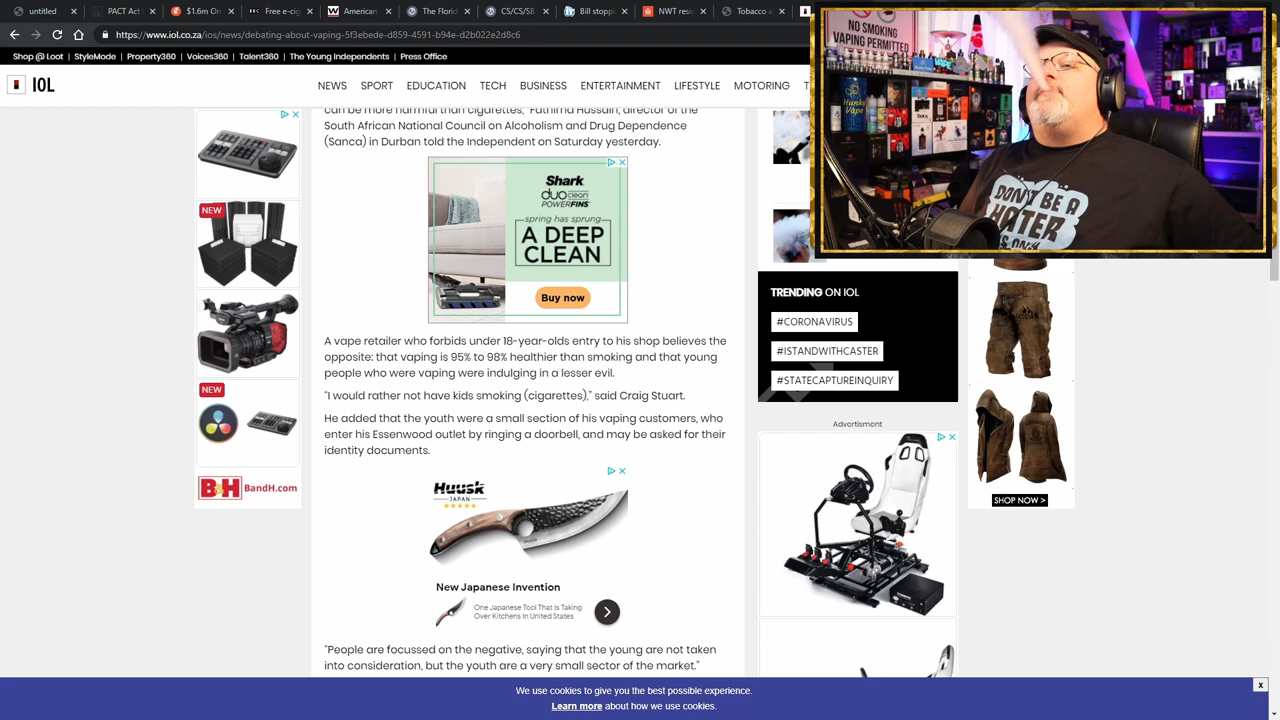 untitled
PACT Act
$1.6m On
Free e-cig
American
The Florid
CS/CS/SB
Bill stopp
NWT resi
Tobacco a
https://www.iol.co.za/ios/news/debating-about-vaping-5f3ebede-d859-4591-b04e-d2b022e2d8c6
Shop @ Loot | StyleMode | Property360 | Voices360 | Talent360 | The Young Independents | Press Office
IOL
NEWS SPORT EDUCATION TECH BUSINESS ENTERTAINMENT LIFESTYLE MOTORING T
can be more harmful than cigarettes," Fathima Hussain, director of the
South African National Council on Alcoholism and Drug Dependence
(Sanca) in Durban told the Independent on Saturday yesterday.
NEW
NEW
B&H BandH.com
Shark
duo clean
POWERFINS
spring has sprung
A DEEP
CLEAN
Buy now
A vape retailer who forbids under 18-year-olds entry to his shop believes the
opposite: that vaping is 95% to 98% healthier than smoking and that young
people who were vaping were indulging in a lesser evil.
"I would rather not have kids smoking (cigarettes)," said Craig Stuart.
He added that the youth were a small section of his vaping customers, who
enter his Essenwood outlet by ringing a doorbell, and may be asked for their
identity documents.
Huusk
JAPAN
New Japanese Invention
One Japanese Tool That Is Taking
Over Kitchens In United States
"People are focussed on the negative, saying that the young are not taken
into consideration, but the youth are a very small sector of the market."
NO SMOKING
VAPING PERMITTED
VAPE
Hunks
Vape
DON'T BE A
HATER
TRENDING ON IOL
#CORONAVIRUS
#ISTANDWITHCASTER
#STATECAPTUREINQUIRY
Advertisment
SHOP NOW >
We use cookies to give you the best possible experience.
Learn more about how we use cookies.
x